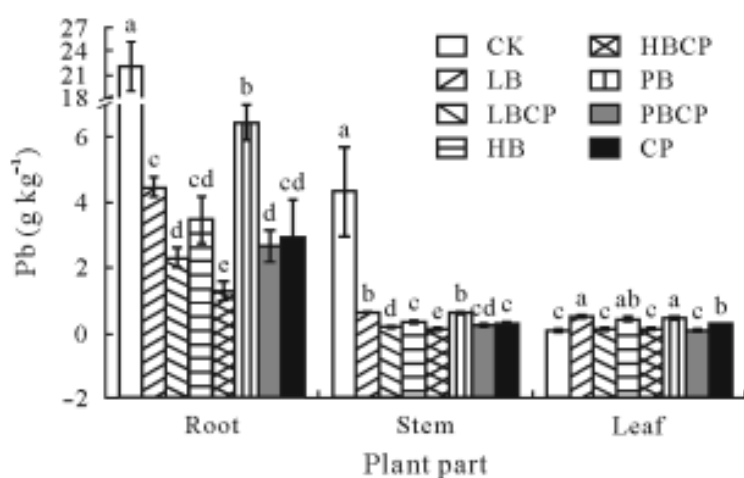 27
24
21
18
6
4
2
0
−2
Pb (g kg⁻¹)
a
c
d
cd
c
b
d
cd
a
b
d
c
e
b
cd
c
c
a
c
ab
c
a
c
b
CK
LB
LBCP
HB
HBCP
PB
PBCP
CP
Root Stem Leaf
Plant part